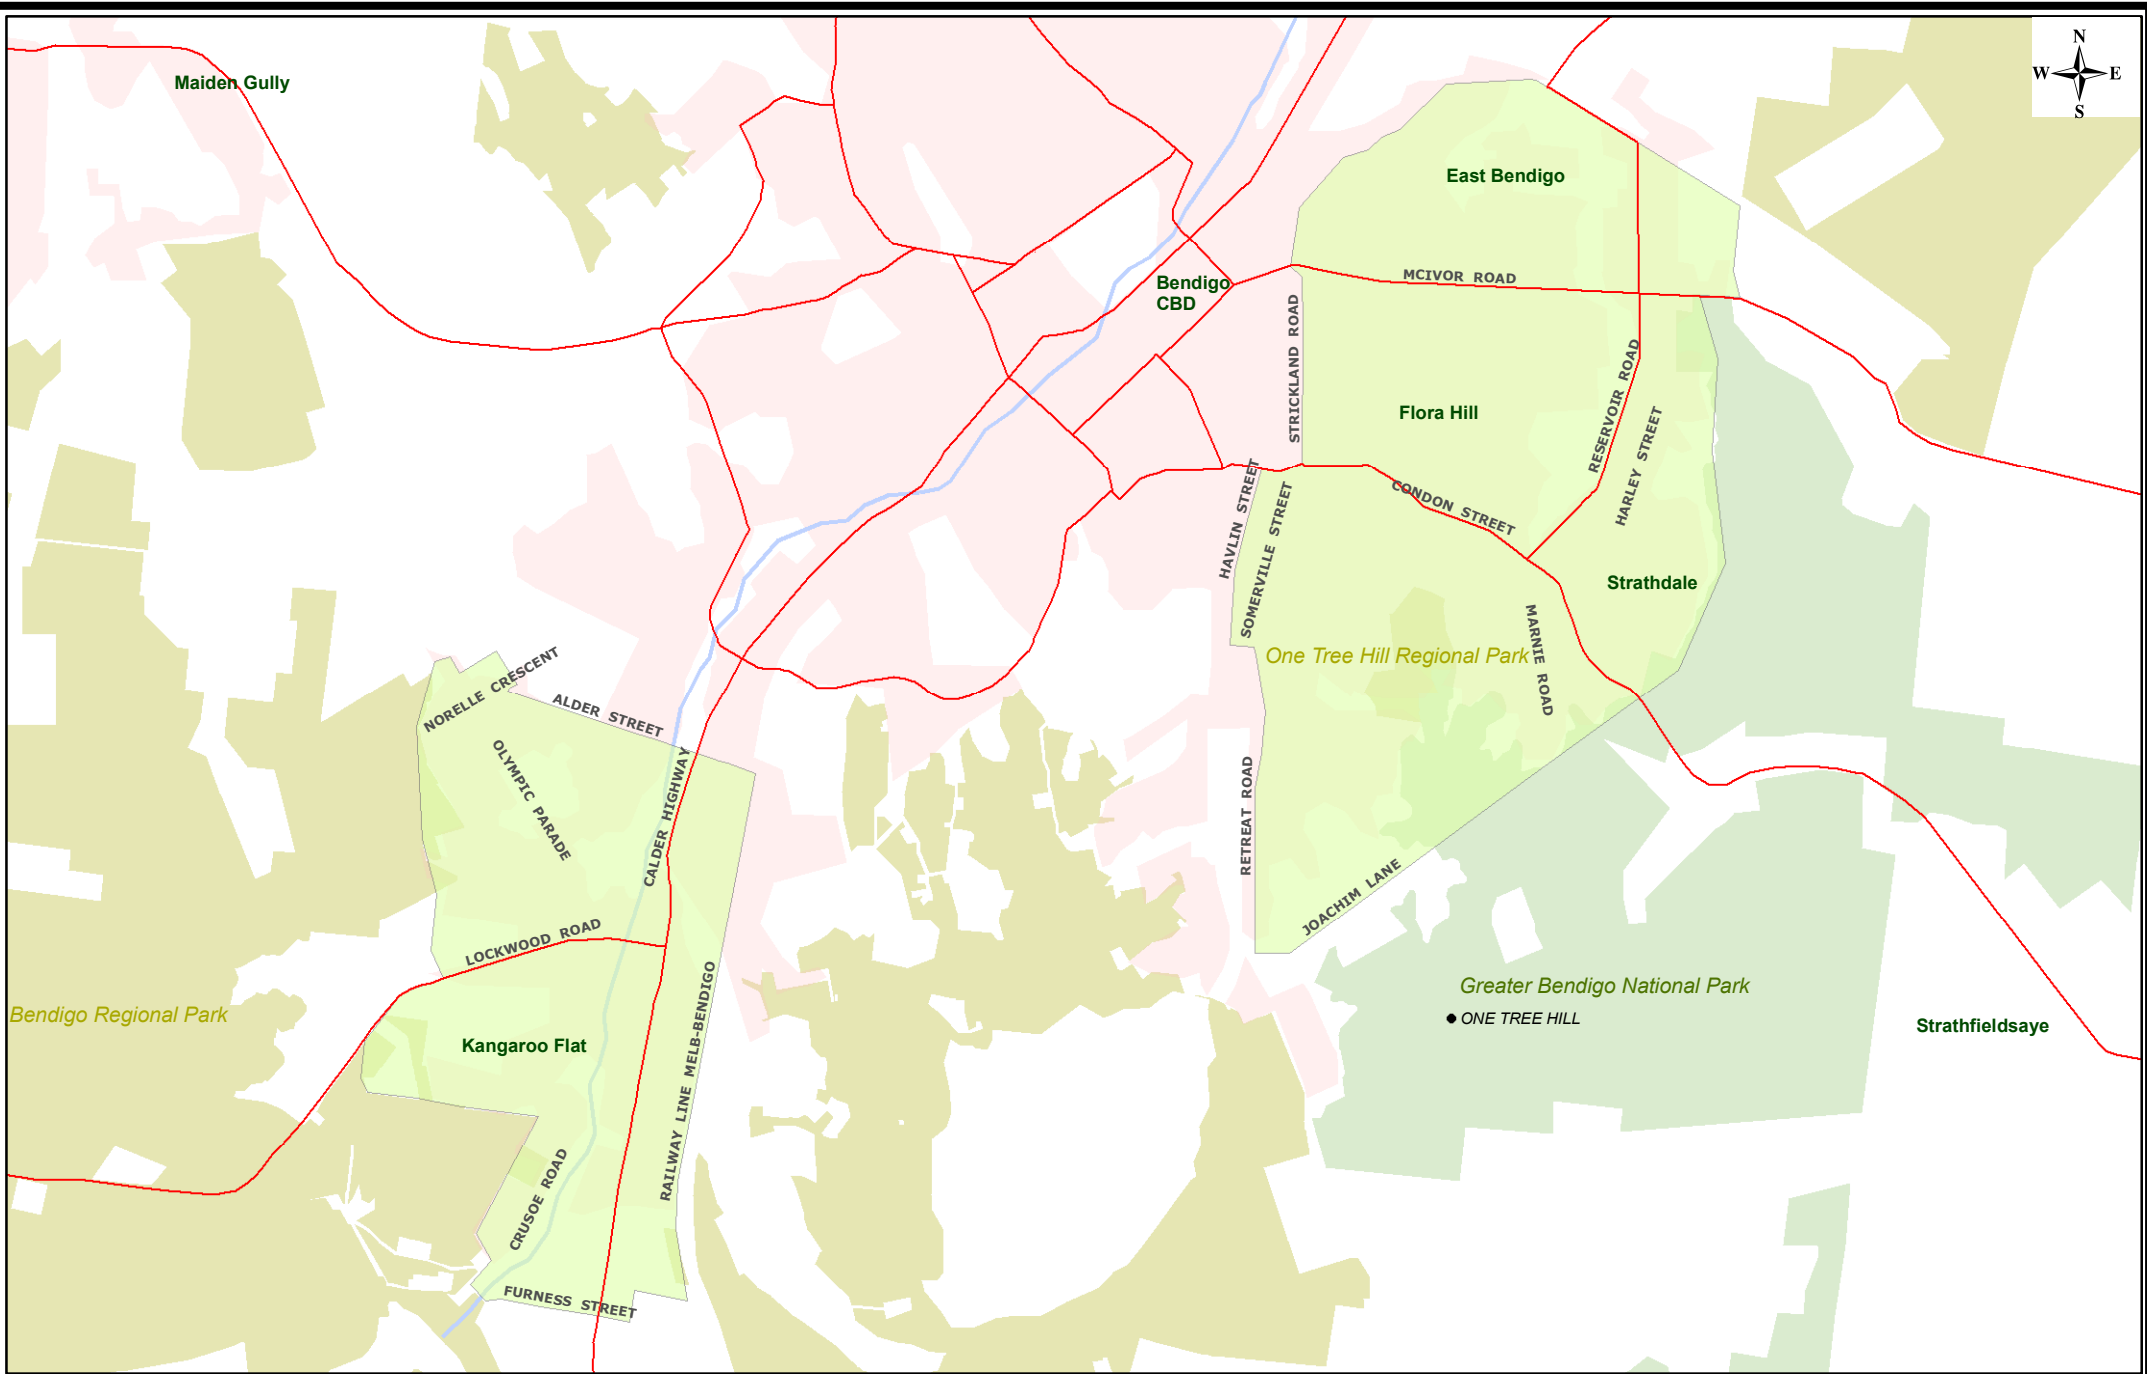 N
W E
S
Maiden Gully
East Bendigo
MCIVOR ROAD
Bendigo
CBD
STRICKLAND ROAD
RESERVOIR ROAD
Flora Hill
HARLEY STREET
HAVLIN STREET
SOMERVILLE STREET
CONDON STREET
Strathdale
MARNIE ROAD
One Tree Hill Regional Park
NORELLE CRESCENT
ALDER STREET
OLYMPIC PARADE
CALDER HIGHWAY
RETREAT ROAD
JOACHIM LANE
LOCKWOOD ROAD
RAILWAY LINE MELB-BENDIGO
Greater Bendigo National Park
ONE TREE HILL
Bendigo Regional Park
Strathfieldsaye
Kangaroo Flat
CRUSOE ROAD
FURNESS STREET